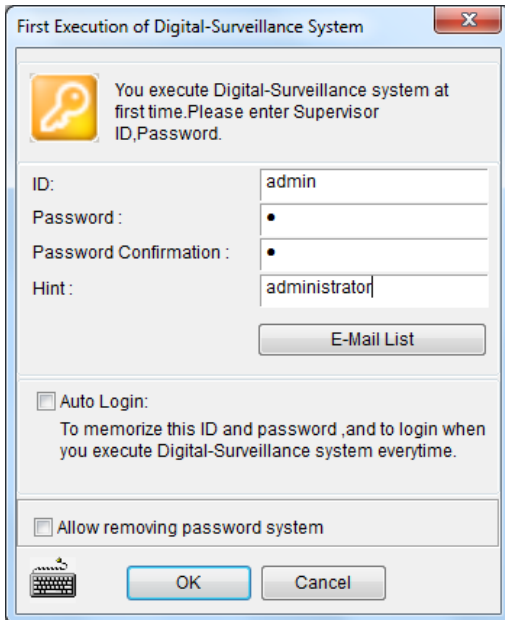 First Execution of Digital-Surveillance System
You execute Digital-Surveillance system at
first time.Please enter Supervisor
ID,Password.
ID:
admin
Password :
•
Password Confirmation :
•
Hint :
administrator
E-Mail List
Auto Login:
To memorize this ID and password ,and to login when
you execute Digital-Surveillance system everytime.
Allow removing password system
OK
Cancel